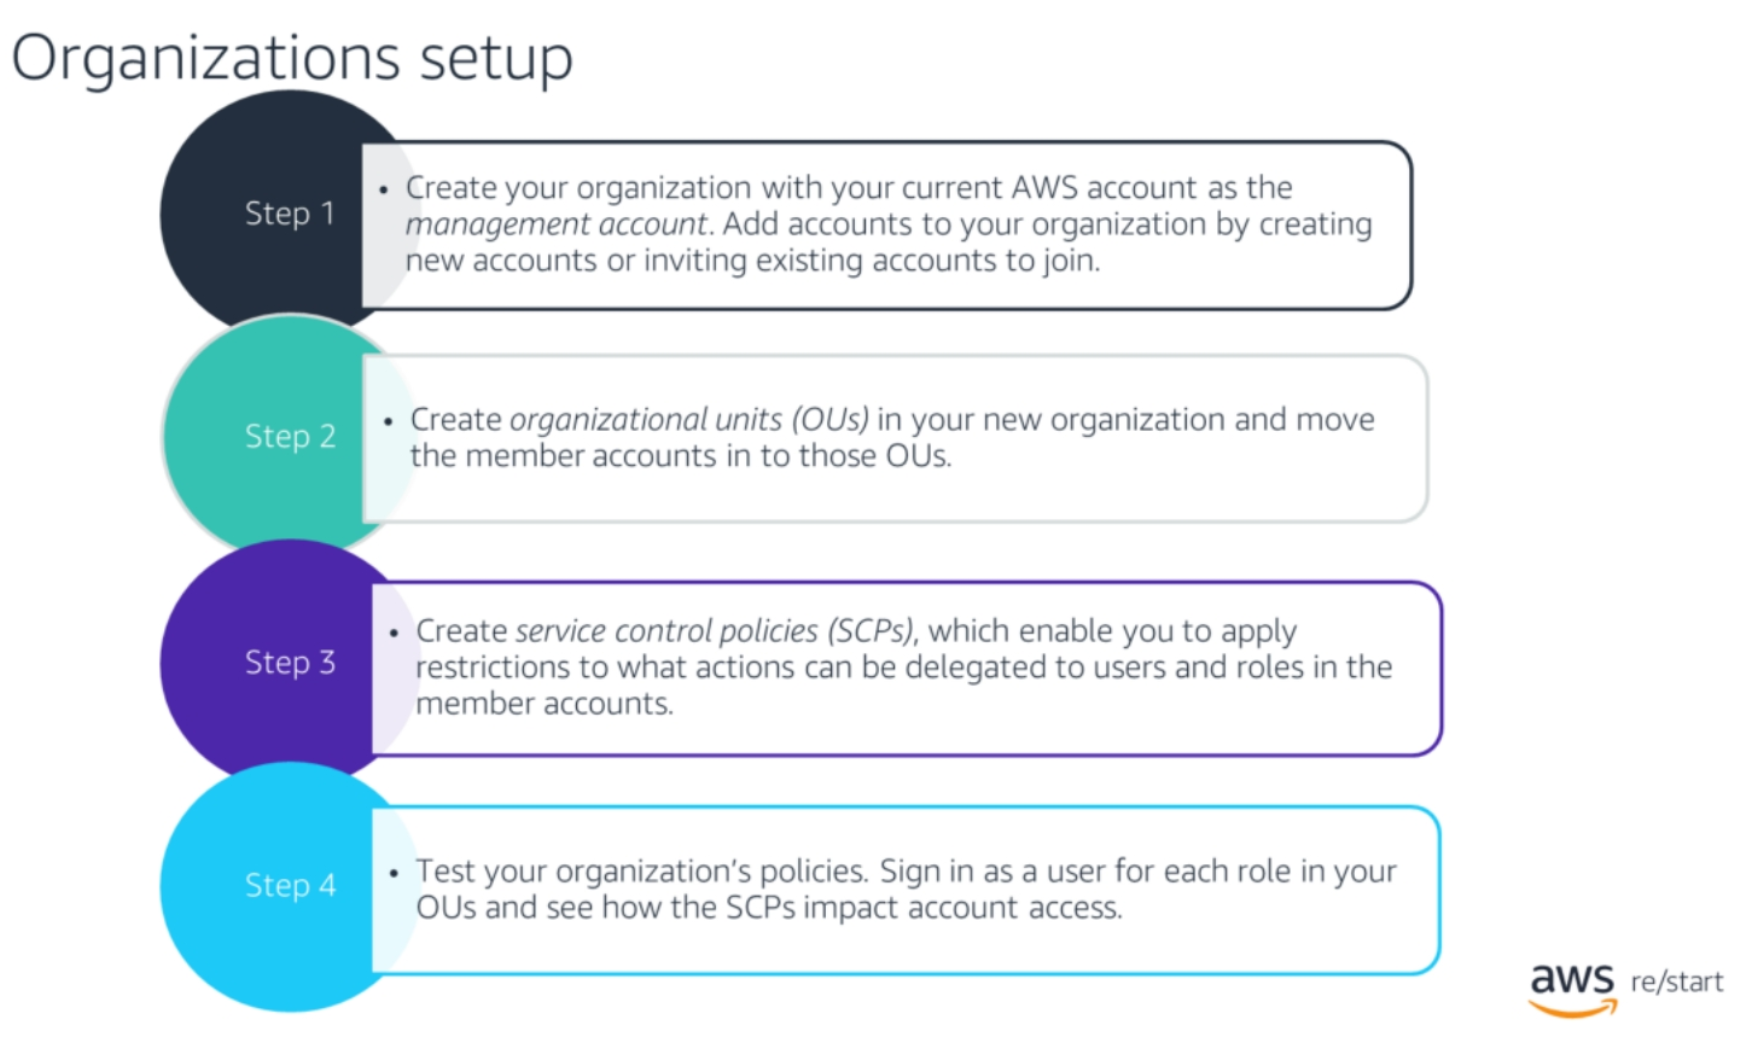 Organizations setup
Step 1
• Create your organization with your current AWS account as the
management account. Add accounts to your organization by creating
new accounts or inviting existing accounts to join.
Step 2
• Create organizational units (OUs) in your new organization and move
the member accounts in to those OUs.
Step 3
• Create service control policies (SCPs), which enable you to apply
restrictions to what actions can be delegated to users and roles in the
member accounts.
Step 4
• Test your organization's policies. Sign in as a user for each role in your
OUs and see how the SCPs impact account access.
aws re/start